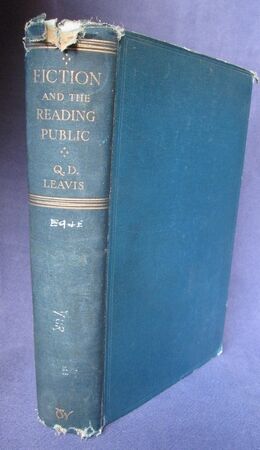 FICTION
AND THE
READING
PUBLIC
Q.D.
LEAVIS